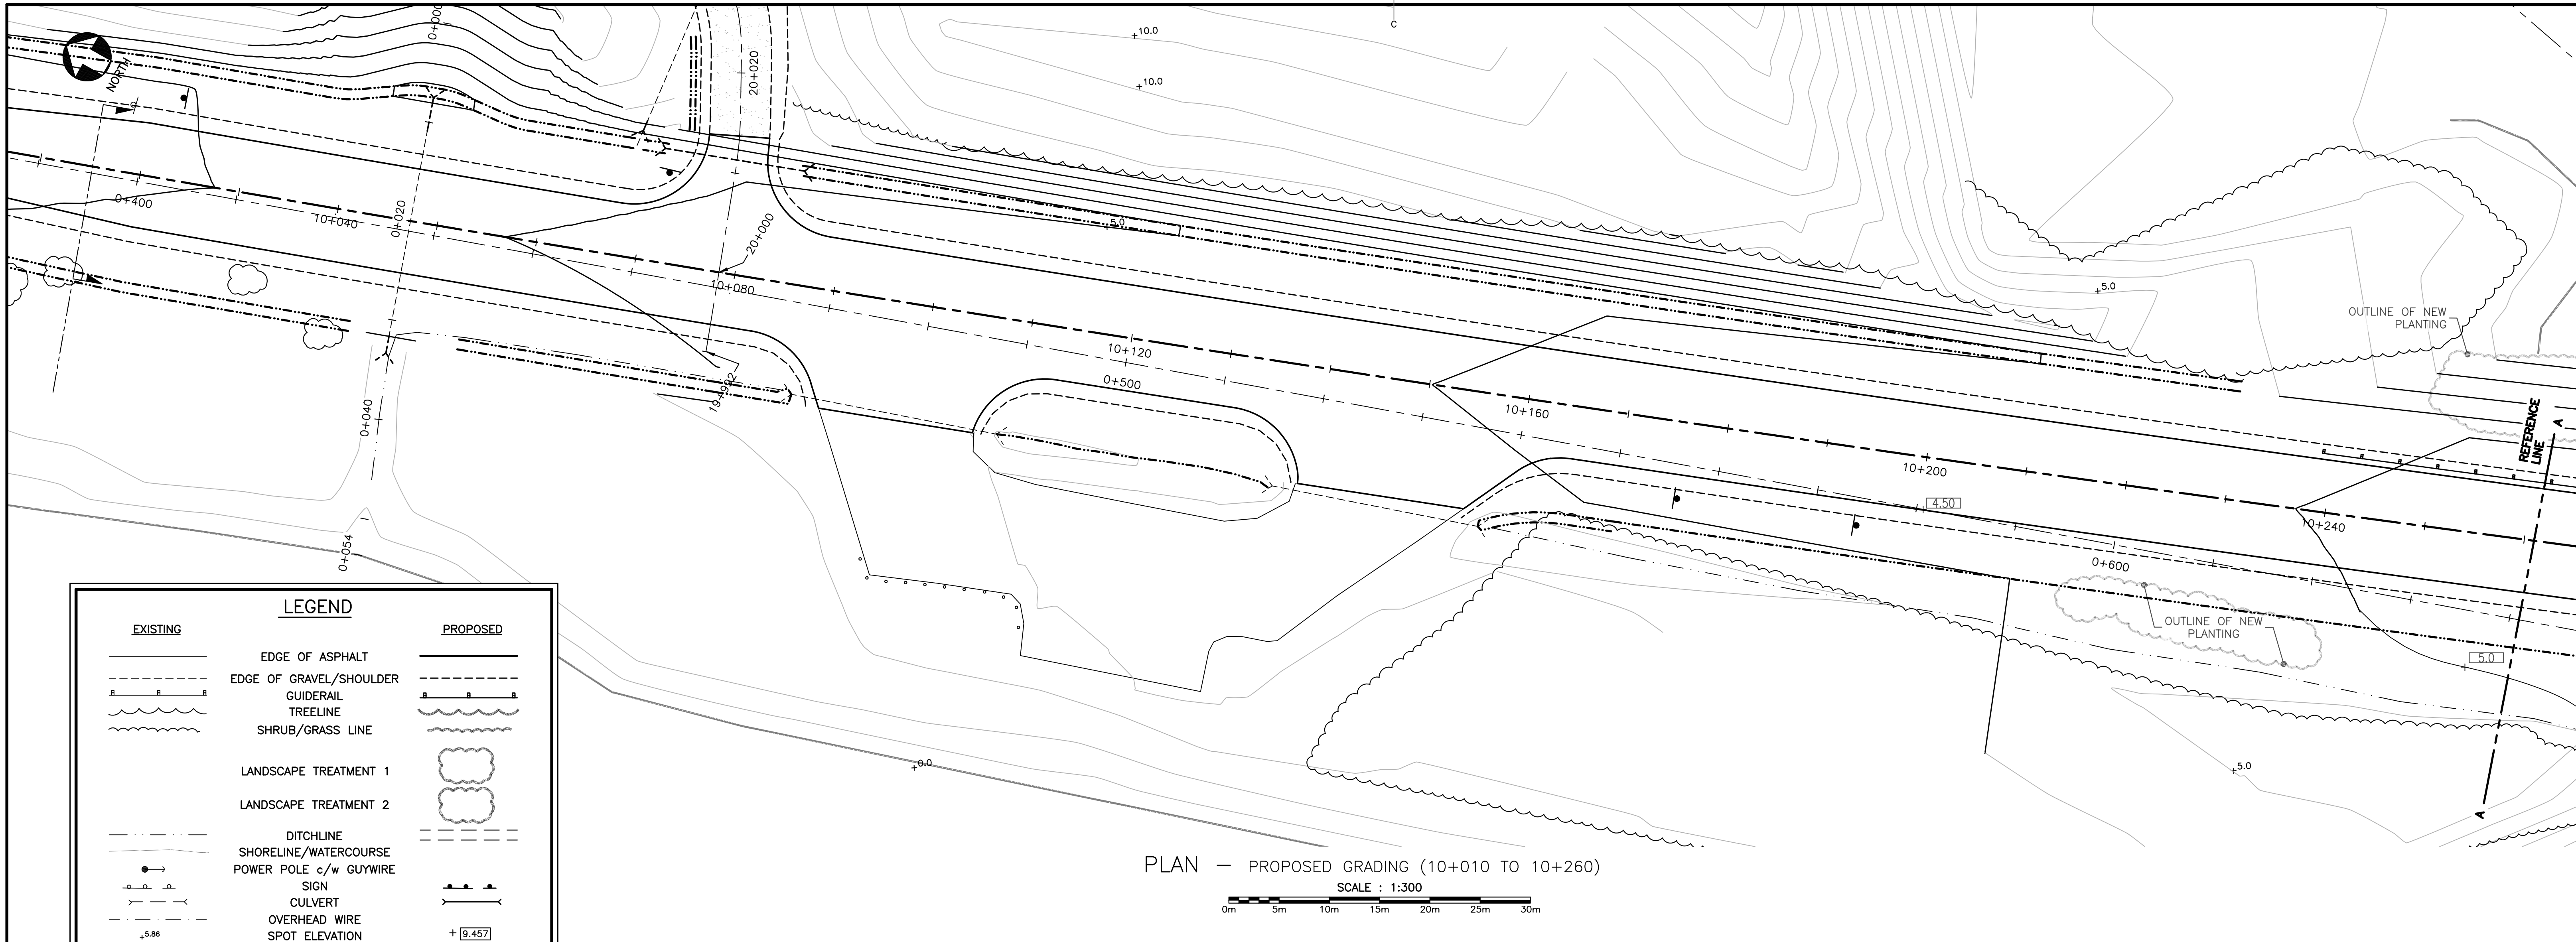 C
0+000
20+020
+10.0
+10.0
NORTH
0+400
10+040
0+020
20+000
5.0
10+080
+5.0
OUTLINE OF NEW
PLANTING
10+120
0+500
19+992
0+040
10+160
REFERENCE
LINE
A
10+200
4.50
10+240
0+054
0+600
OUTLINE OF NEW
PLANTING
5.0
+0.0
+5.0
A
LEGEND
EXISTING PROPOSED
EDGE OF ASPHALT
EDGE OF GRAVEL/SHOULDER
GUIDERAIL
TREELINE
SHRUB/GRASS LINE
LANDSCAPE TREATMENT 1
LANDSCAPE TREATMENT 2
DITCHLINE
SHORELINE/WATERCOURSE
POWER POLE c/w GUYWIRE
SIGN
CULVERT
OVERHEAD WIRE
+5.86 SPOT ELEVATION + 9.457
PLAN – PROPOSED GRADING (10+010 TO 10+260)
SCALE : 1:300
0m 5m 10m 15m 20m 25m 30m